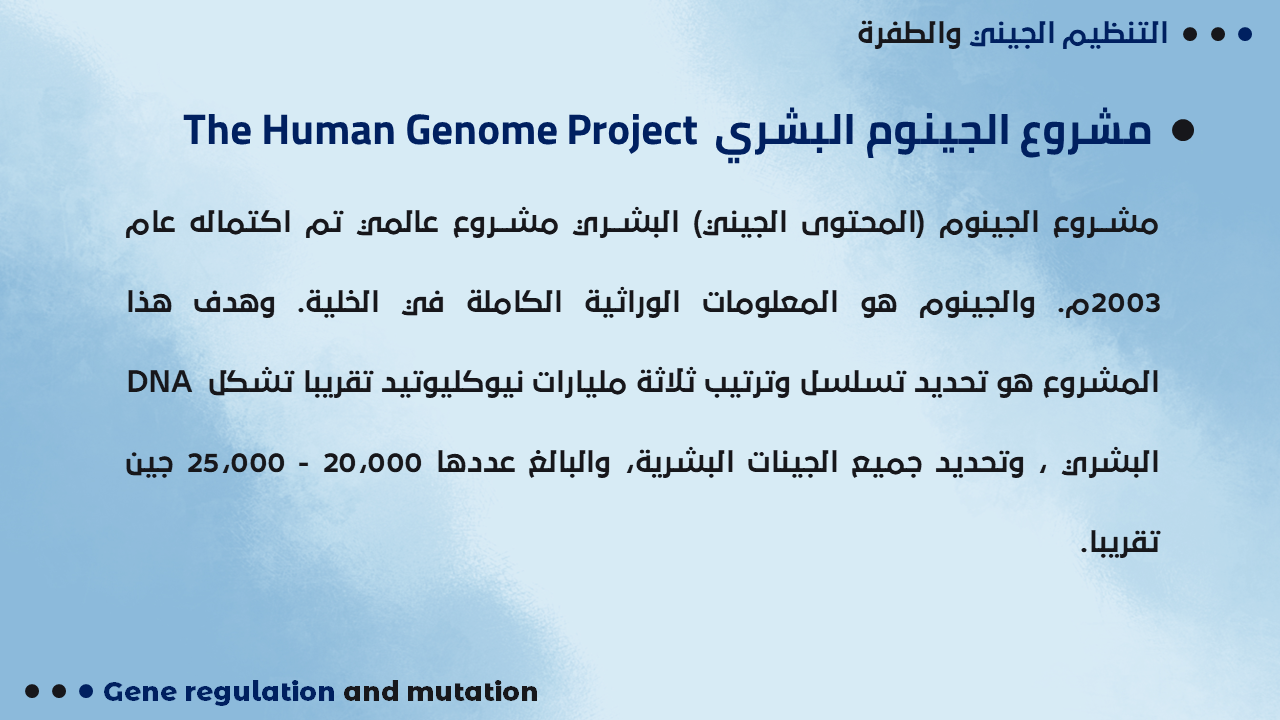 التنظيم الجيني والطفرة
مشروع الجينوم البشري The Human Genome Project
مشروع الجينوم (المحتوى الجيني) البشري مشروع عالمي تم اكتماله عام
2003م. والجينوم هو المعلومات الوراثية الكاملة في الخلية. وهدف هذا
المشروع هو تحديد تسلسل وترتيب ثلاثة مليارات نيوكليوتيد تقريبا تشكل DNA
البشري ، وتحديد جميع الجينات البشرية، والبالغ عددها 20،000 - 25،000 جين
تقريبا.
Gene regulation and mutation